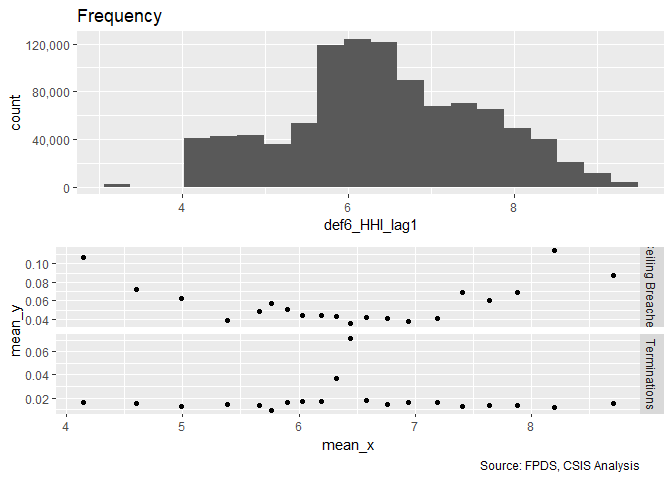 Frequency
120,000
80,000
40,000
0
count
4
6
8
def6_HHI_lag1
0.10
0.08
0.06
0.04
Ceiling Breache
mean_y
0.06
0.04
0.02
Terminations
4
5
6
7
8
mean_x
Source: FPDS, CSIS Analysis